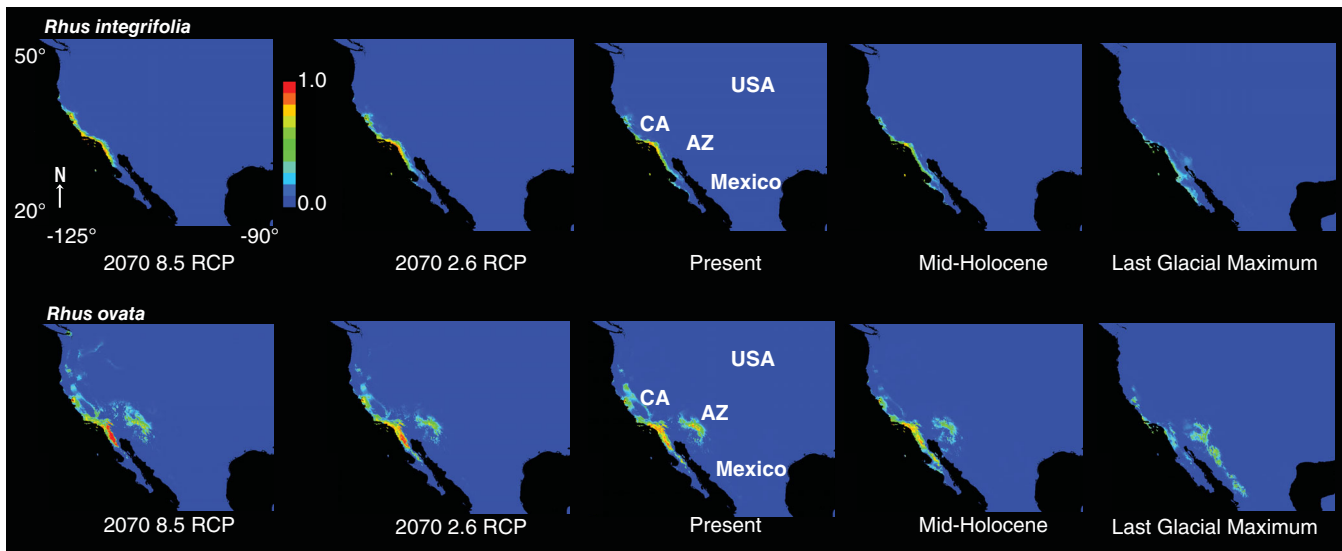 Rhus integrifolia
50°
1.0
USA
CA
AZ
N
Mexico
0.0
20°
-125°
-90°
2070 8.5 RCP
2070 2.6 RCP
Present
Mid-Holocene
Last Glacial Maximum
Rhus ovata
USA
CA
AZ
Mexico
2070 8.5 RCP
2070 2.6 RCP
Present
Mid-Holocene
Last Glacial Maximum